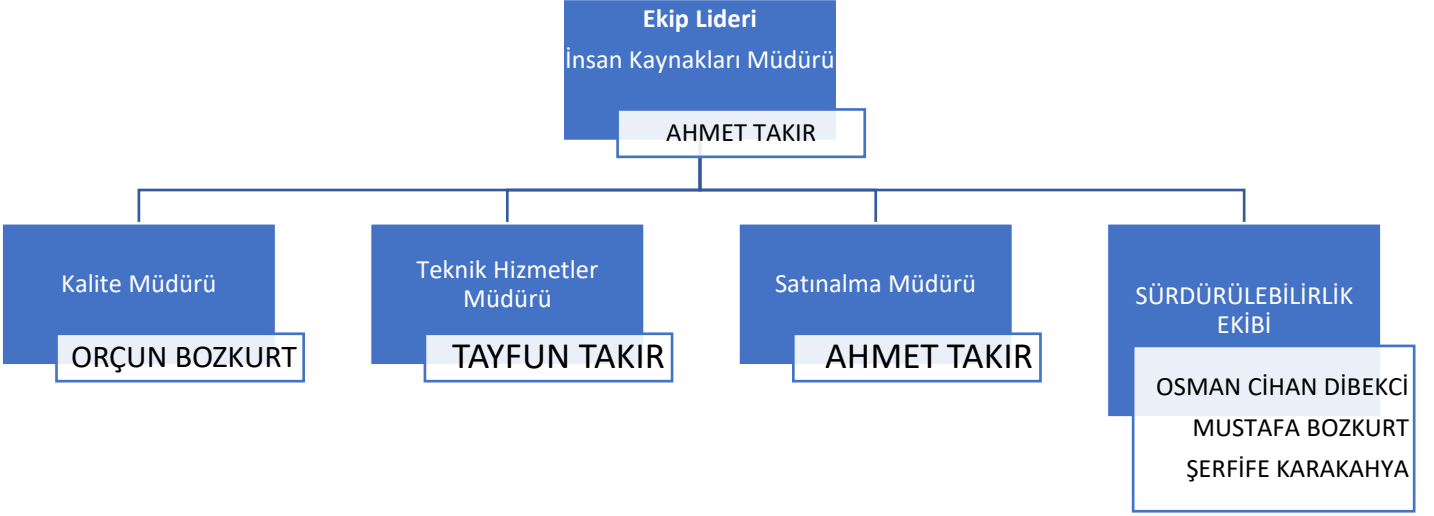 Ekip Lideri
İnsan Kaynakları Müdürü
AHMET TAKIR
Kalite Müdürü
ORÇUN BOZKURT
Teknik Hizmetler
Müdürü
TAYFUN TAKIR
Satınalma Müdürü
AHMET TAKIR
SÜRDÜRÜLEBİLİRLİK
EKİBİ
OSMAN CİHAN DİBEKCİ
MUSTAFA BOZKURT
ŞERFİFE KARAKAHYA